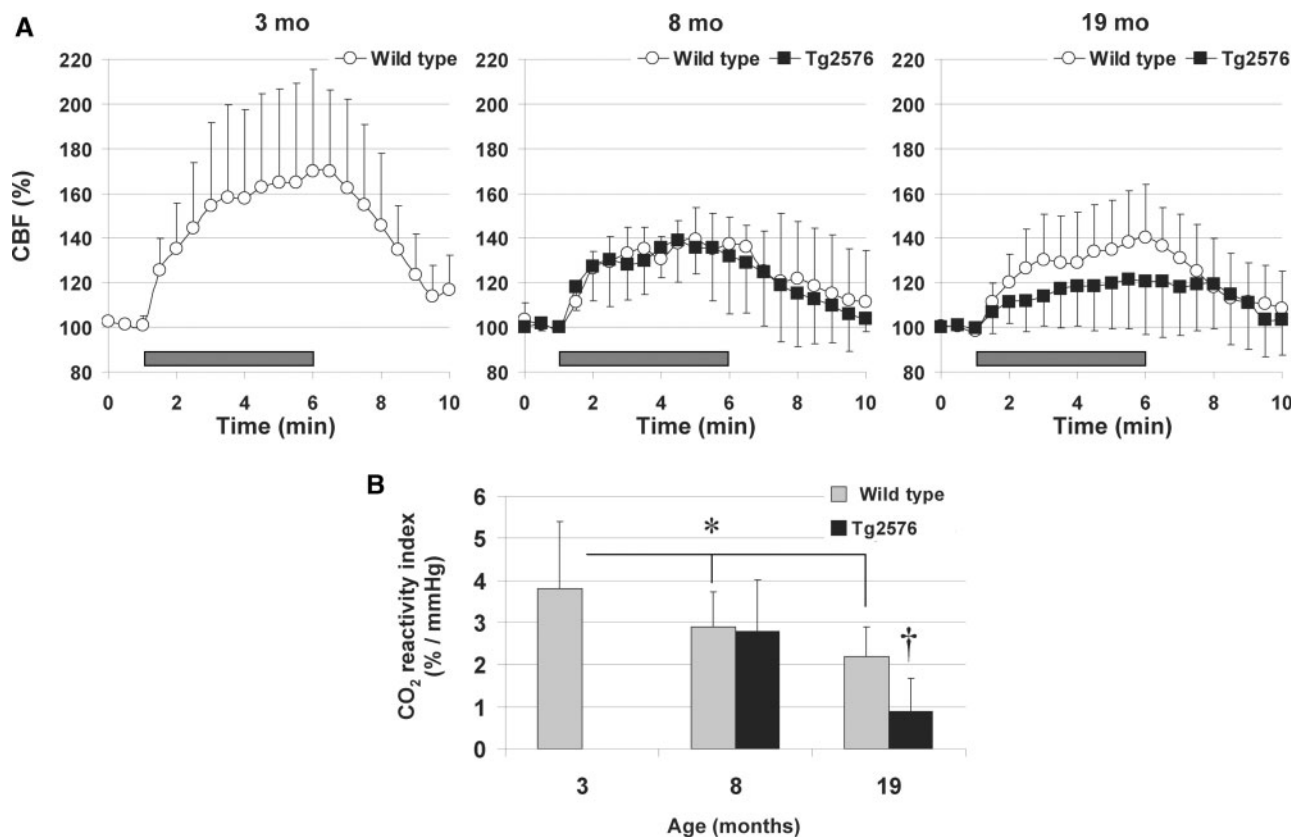 A
3 mo
8 mo
19 mo
Wild type
Wild type Tg2576
Wild type Tg2576
CBF (%)
220
200
180
160
140
120
100
80
220
200
180
160
140
120
100
80
220
200
180
160
140
120
100
80
0 2 4 6 8 10
0 2 4 6 8 10
0 2 4 6 8 10
Time (min)
Time (min)
Time (min)
B
Wild type
Tg2576
CO2 reactivity index
(% / mmHg)
6
5
4
3
2
1
0
*
†
3 8 19
Age (months)